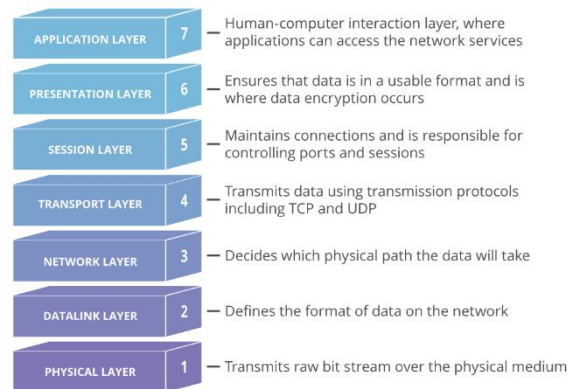 APPLICATION LAYER 7 — Human-computer interaction layer, where
applications can access the network services
PRESENTATION LAYER 6 — Ensures that data is in a usable format and is
where data encryption occurs
SESSION LAYER 5 — Maintains connections and is responsible for
controlling ports and sessions
TRANSPORT LAYER 4 — Transmits data using transmission protocols
including TCP and UDP
NETWORK LAYER 3 — Decides which physical path the data will take
DATALINK LAYER 2 — Defines the format of data on the network
PHYSICAL LAYER 1 — Transmits raw bit stream over the physical medium